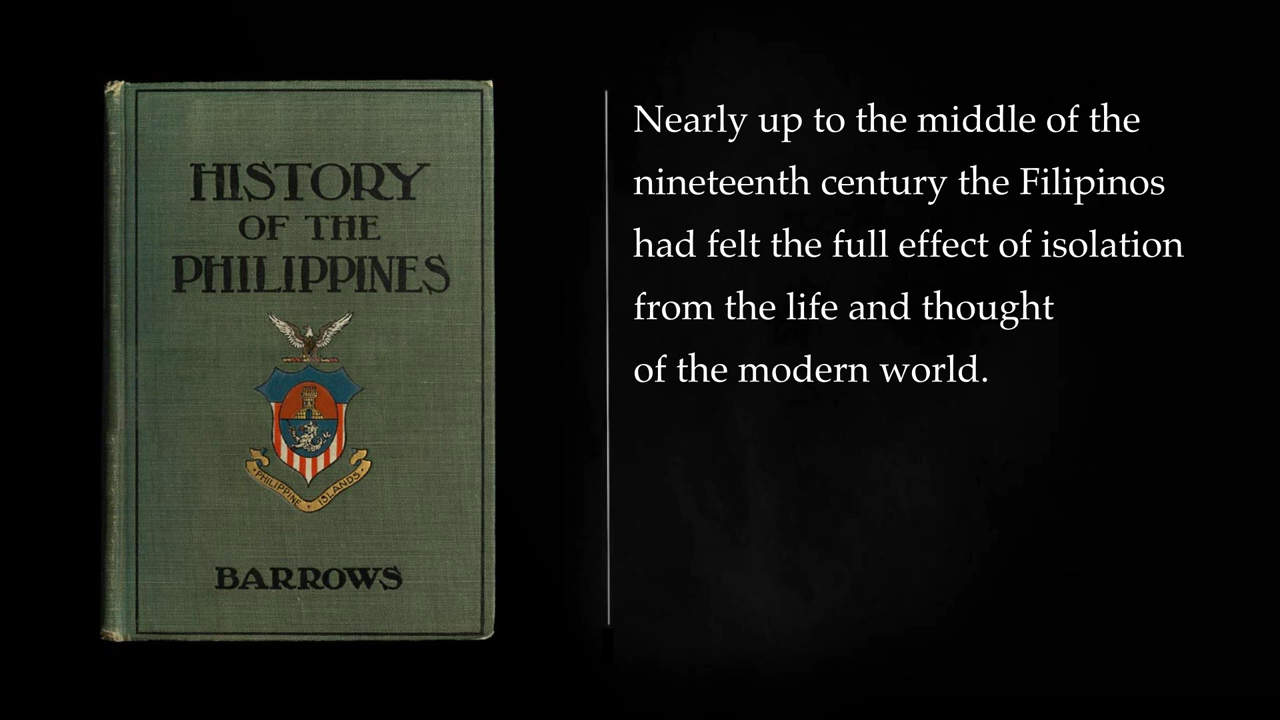 HISTORY
OF THE
PHILIPPINES
PHILIPPINE ISLANDS
BARROWS
Nearly up to the middle of the
nineteenth century the Filipinos
had felt the full effect of isolation
from the life and thought
of the modern world.